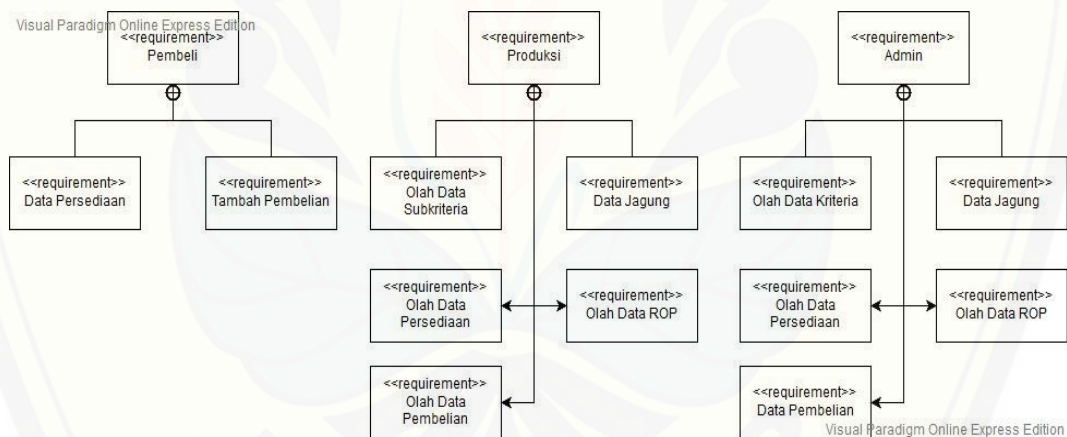 Visual Paradigm Online Express Edition
<<requirement>>
Pembeli
<<requirement>>
Produksi
<<requirement>>
Admin
<<requirement>>
Data Persediaan
<<requirement>>
Tambah Pembelian
<<requirement>>
Olah Data
Subkriteria
<<requirement>>
Data Jagung
<<requirement>>
Olah Data Kriteria
<<requirement>>
Data Jagung
<<requirement>>
Olah Data
Persediaan
<<requirement>>
Olah Data ROP
<<requirement>>
Olah Data
Persediaan
<<requirement>>
Olah Data ROP
<<requirement>>
Olah Data
Pembelian
<<requirement>>
Data Pembelian
Visual Paradigm Online Express Edition